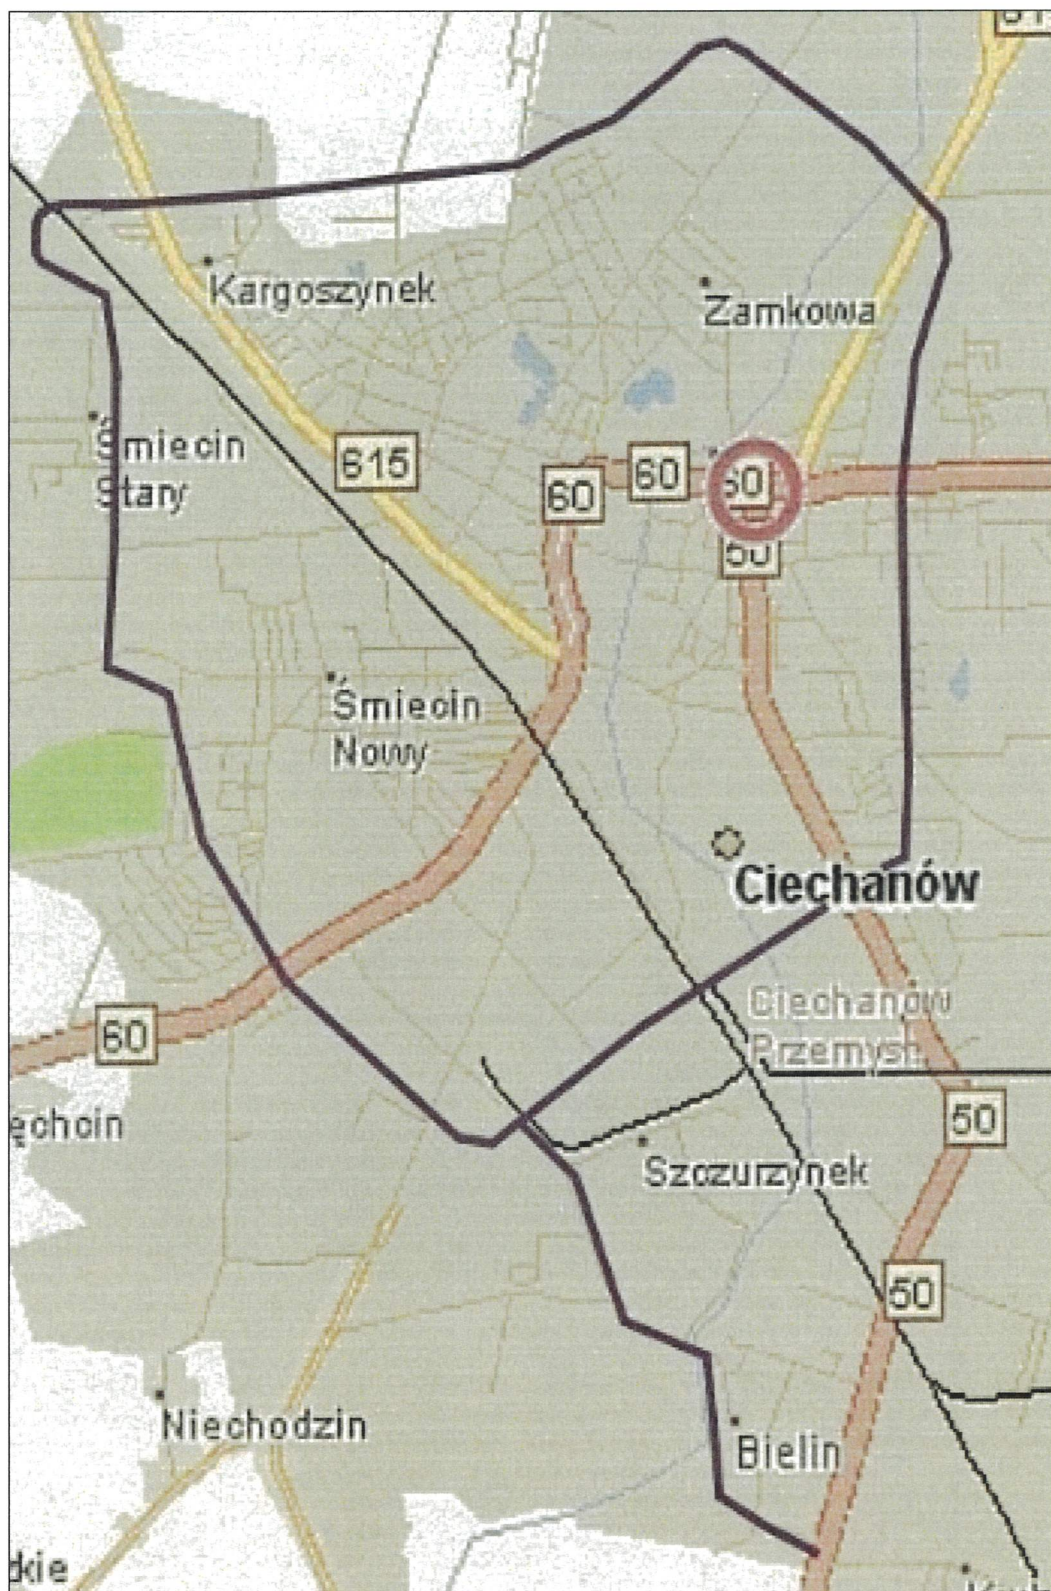 Kargoszynek
Zamkowa
Śmiecin
Stary
615
60
60
60
50
Śmiecin
Nowy
Ciechanów
Ciechanów
Przemysł.
60
50
Szczurzynek
50
Niechodzin
Bielin